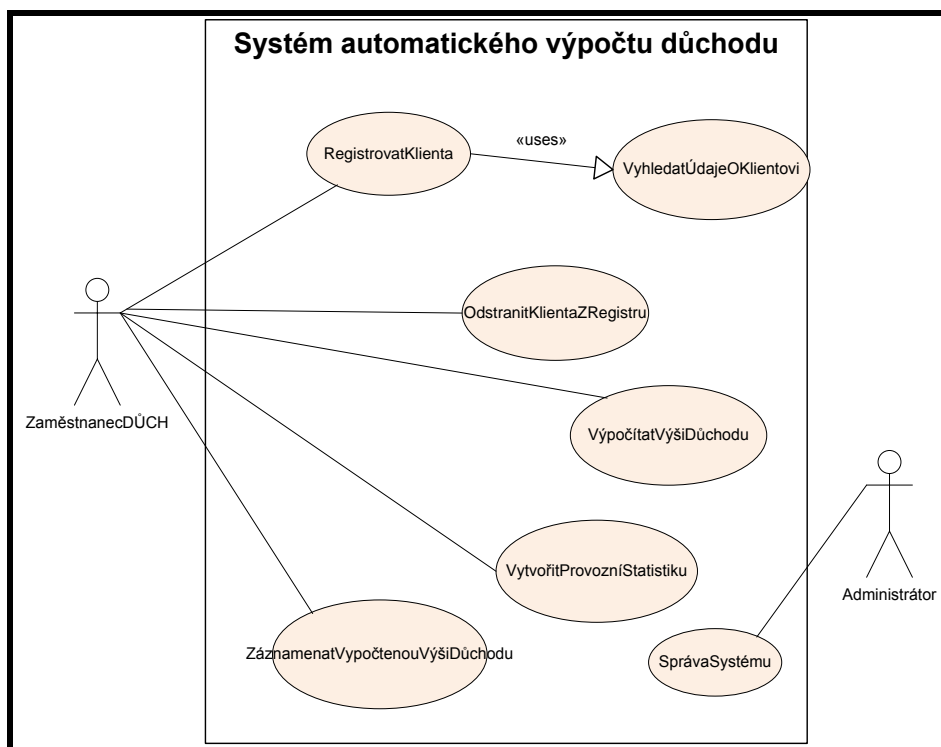 Systém automatického výpočtu důchodu
RegistrovatKlienta
«uses»
VyhledatÚdajeOKlientovi
OdstranitKlientaZRegistru
ZaměstnanecDŮCH
VýpočítatVýšiDůchodu
VytvořitProvozníStatistiku
Administrátor
ZáznamenatVypočtenouVýšiDůchodu
SprávaSystému